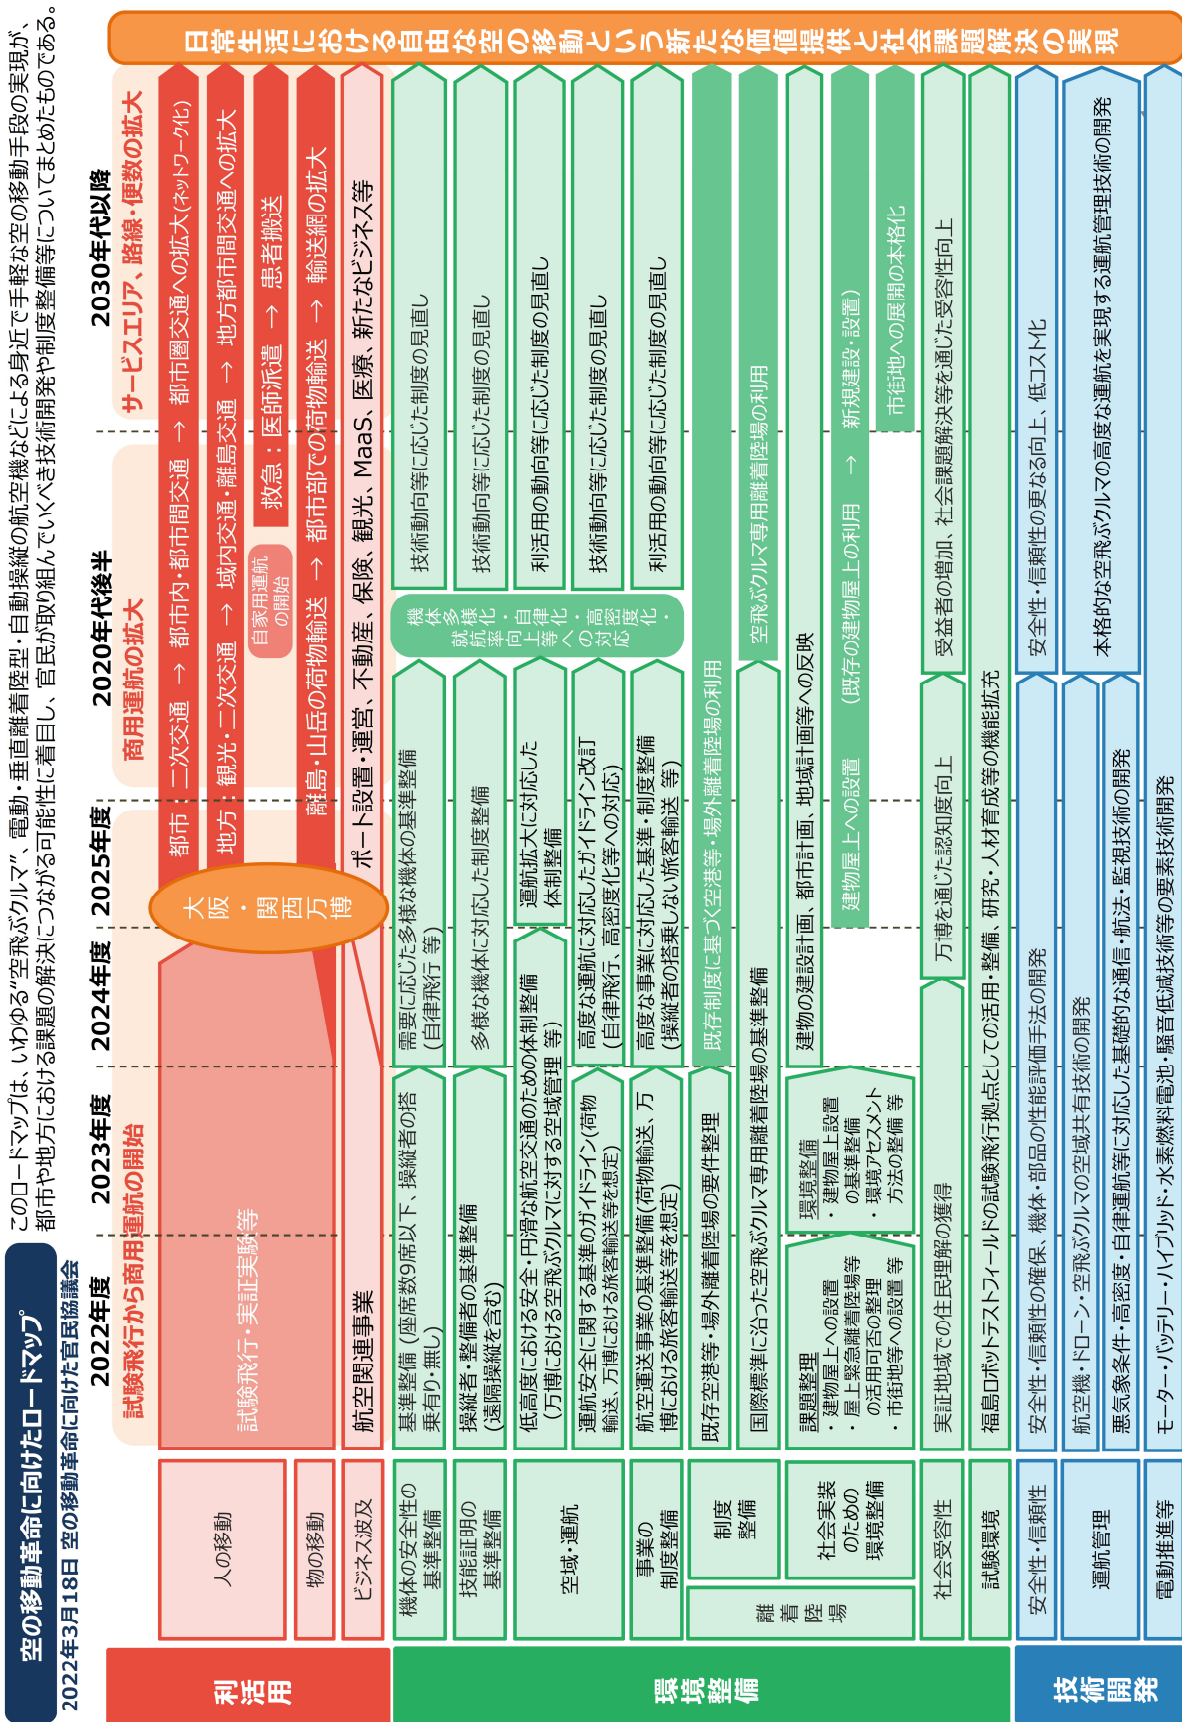 空の移動革命に向けたロードマップ
このロードマップは、いわゆる“空飛ぶクルマ”、電動・垂直離着陸型・自動操縦の航空機などによる身近で手軽な空の移動手段の実現が、
都市や地方における課題の解決につながる可能性に着目し、官民が取り組んでいくべき技術開発や制度整備等についてまとめたものである。
2022年3月18日 空の移動革命に向けた官民協議会
2022年度
2023年度
2024年度
2025年度
2020年代後半
2030年代以降
試験飛行から商用運航の開始
商用運航の拡大
サービスエリア、路線・便数の拡大
利活用
人の移動
試験飛行・実証実験等
大阪・関西万博
都市：二次交通 → 都市内・都市間交通 → 都市圏交通への拡大(ネットワーク化)
地方：観光・二次交通 → 域内交通・離島交通 → 地方都市間交通への拡大
自家用運航
の開始
救急：医師派遣 → 患者搬送
物の移動
離島・山岳の荷物輸送 → 都市部での荷物輸送 → 輸送網の拡大
ビジネス波及
航空関連事業
ポート設置・運営、不動産、保険、観光、MaaS、医療、新たなビジネス等
環境整備
機体の安全性の
基準整備
基準整備（座席数9席以下、操縦者の搭
乗有り・無し）
需要に応じた多様な機体の基準整備
(自律飛行 等)
機体多様化・自律化・高密度化・
就航率向上等への対応
技術動向等に応じた制度の見直し
技能証明の
基準整備
操縦者・整備者の基準整備
(遠隔操縦を含む)
多様な機体に対応した制度整備
技術動向等に応じた制度の見直し
空域・運航
低高度における安全・円滑な航空交通のための体制整備
(万博における空飛ぶクルマに対する空域管理 等)
運航拡大に対応した
体制整備
利活用の動向等に応じた制度の見直し
運航安全に関する基準のガイドライン(荷物
輸送、万博における旅客輸送等を想定)
高度な運航に対応したガイドライン改訂
(自律飛行、高密度化等への対応)
技術動向等に応じた制度の見直し
事業の
制度整備
航空運送事業の基準整備(荷物輸送、万
博における旅客輸送等を想定)
高度な事業に対応した基準・制度整備
(操縦者の搭乗しない旅客輸送 等)
利活用の動向等に応じた制度の見直し
離着陸場
制度
整備
既存空港等・場外離着陸場の要件整理
既存制度に基づく空港等・場外離着陸場の利用
国際標準に沿った空飛ぶクルマ専用離着陸場の基準整備
空飛ぶクルマ専用離着陸場の利用
社会実装
のための
環境整備
課題整理
・建物屋上への設置
・屋上緊急離着陸場等
の活用可否の整理
・市街地等への設置 等
環境整備
・建物屋上設置
の基準整備
・環境アセスメント
方法の整備 等
建物の建設計画、都市計画、地域計画等への反映
建物屋上への設置 （既存の建物屋上の利用 → 新規建設・設置）
市街地への展開の本格化
社会受容性
実証地域での住民理解の獲得
万博を通じた認知度向上
受益者の増加、社会課題解決等を通じた受容性向上
試験環境
福島ロボットテストフィールドの試験飛行拠点としての活用・整備、研究・人材育成等の機能拡充
技術開発
安全性・信頼性
安全性・信頼性の確保、機体・部品の性能評価手法の開発
安全性・信頼性の更なる向上、低コスト化
運航管理
航空機・ドローン・空飛ぶクルマの空域共有技術の開発
悪気象条件・高密度・自律運航等に対応した基礎的な通信・航法・監視技術の開発
本格的な空飛ぶクルマの高度な運航を実現する運航管理技術の開発
電動推進等
モーター・バッテリー・ハイブリッド・水素燃料電池・騒音低減技術等の要素技術開発
日常生活における自由な空の移動という新たな価値提供と社会課題解決の実現